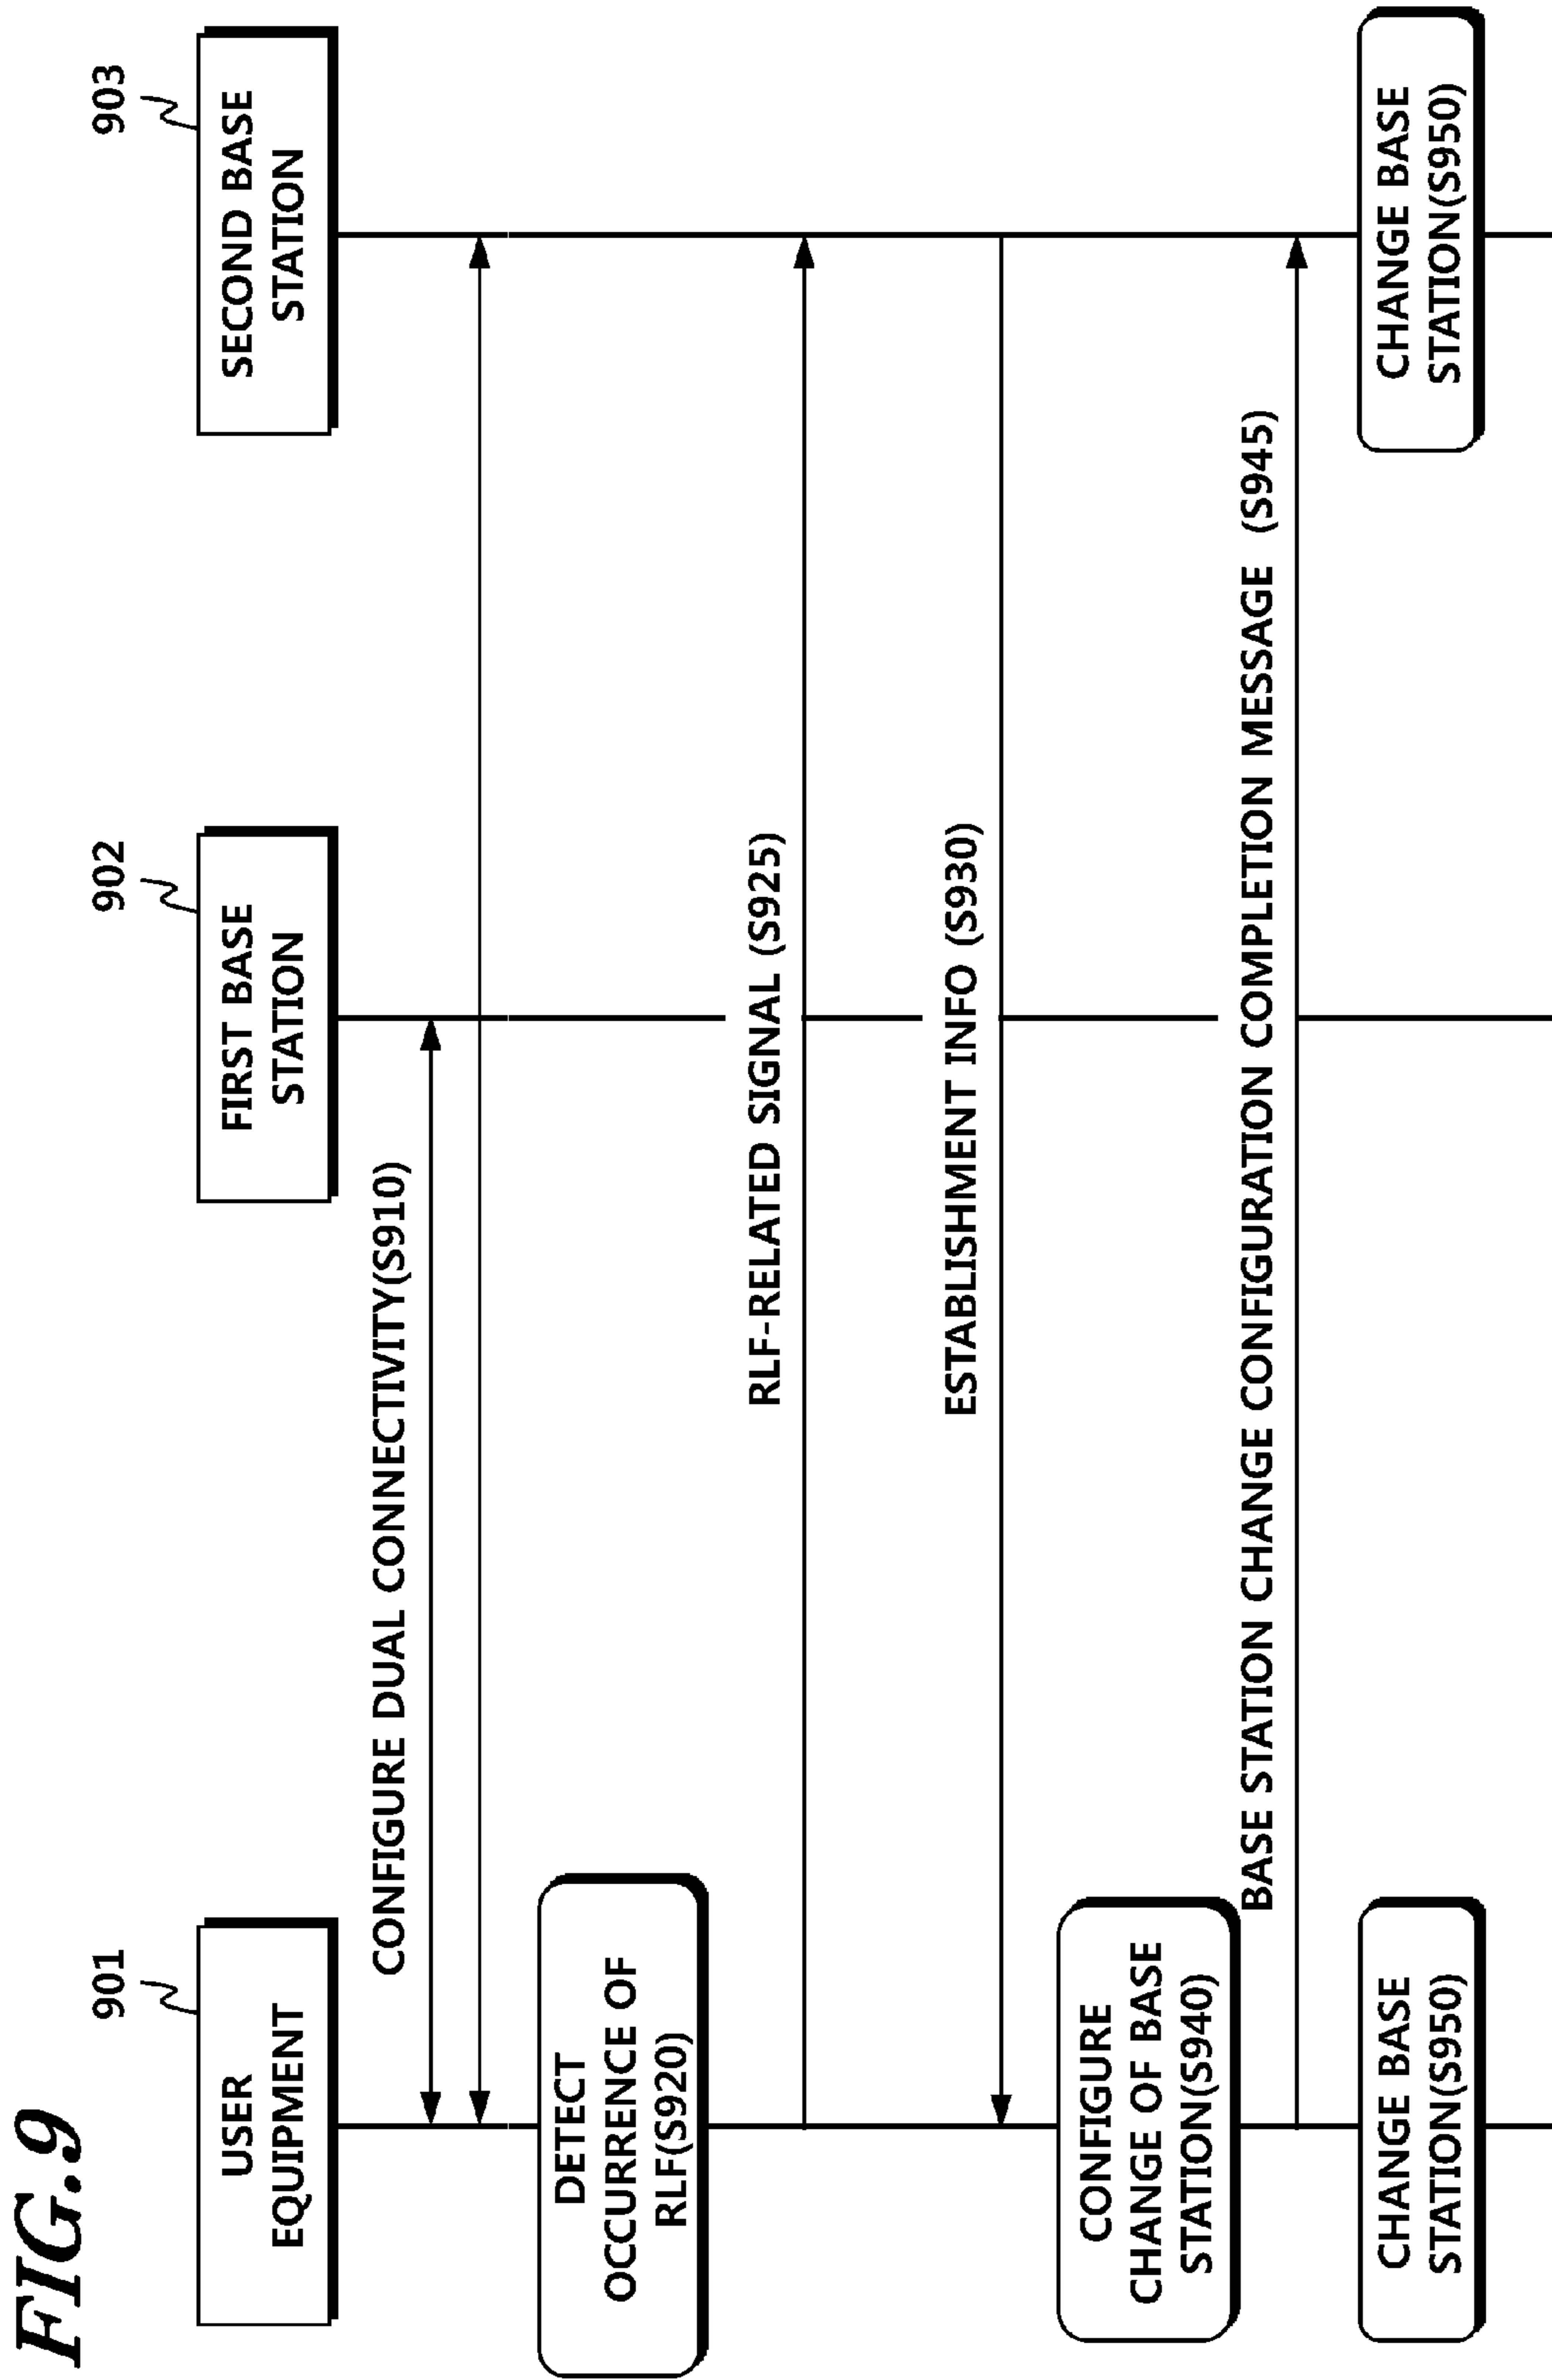 FIG.9
901
902
903
USER
EQUIPMENT
FIRST BASE
STATION
SECOND BASE
STATION
CONFIGURE DUAL CONNECTIVITY(S910)
DETECT
OCCURRENCE OF
RLF(S920)
RLF-RELATED SIGNAL (S925)
ESTABLISHMENT INFO (S930)
CONFIGURE
CHANGE OF BASE
STATION(S940)
BASE STATION CHANGE CONFIGURATION COMPLETION MESSAGE (S945)
CHANGE BASE
STATION(S950)
CHANGE BASE
STATION(S950)